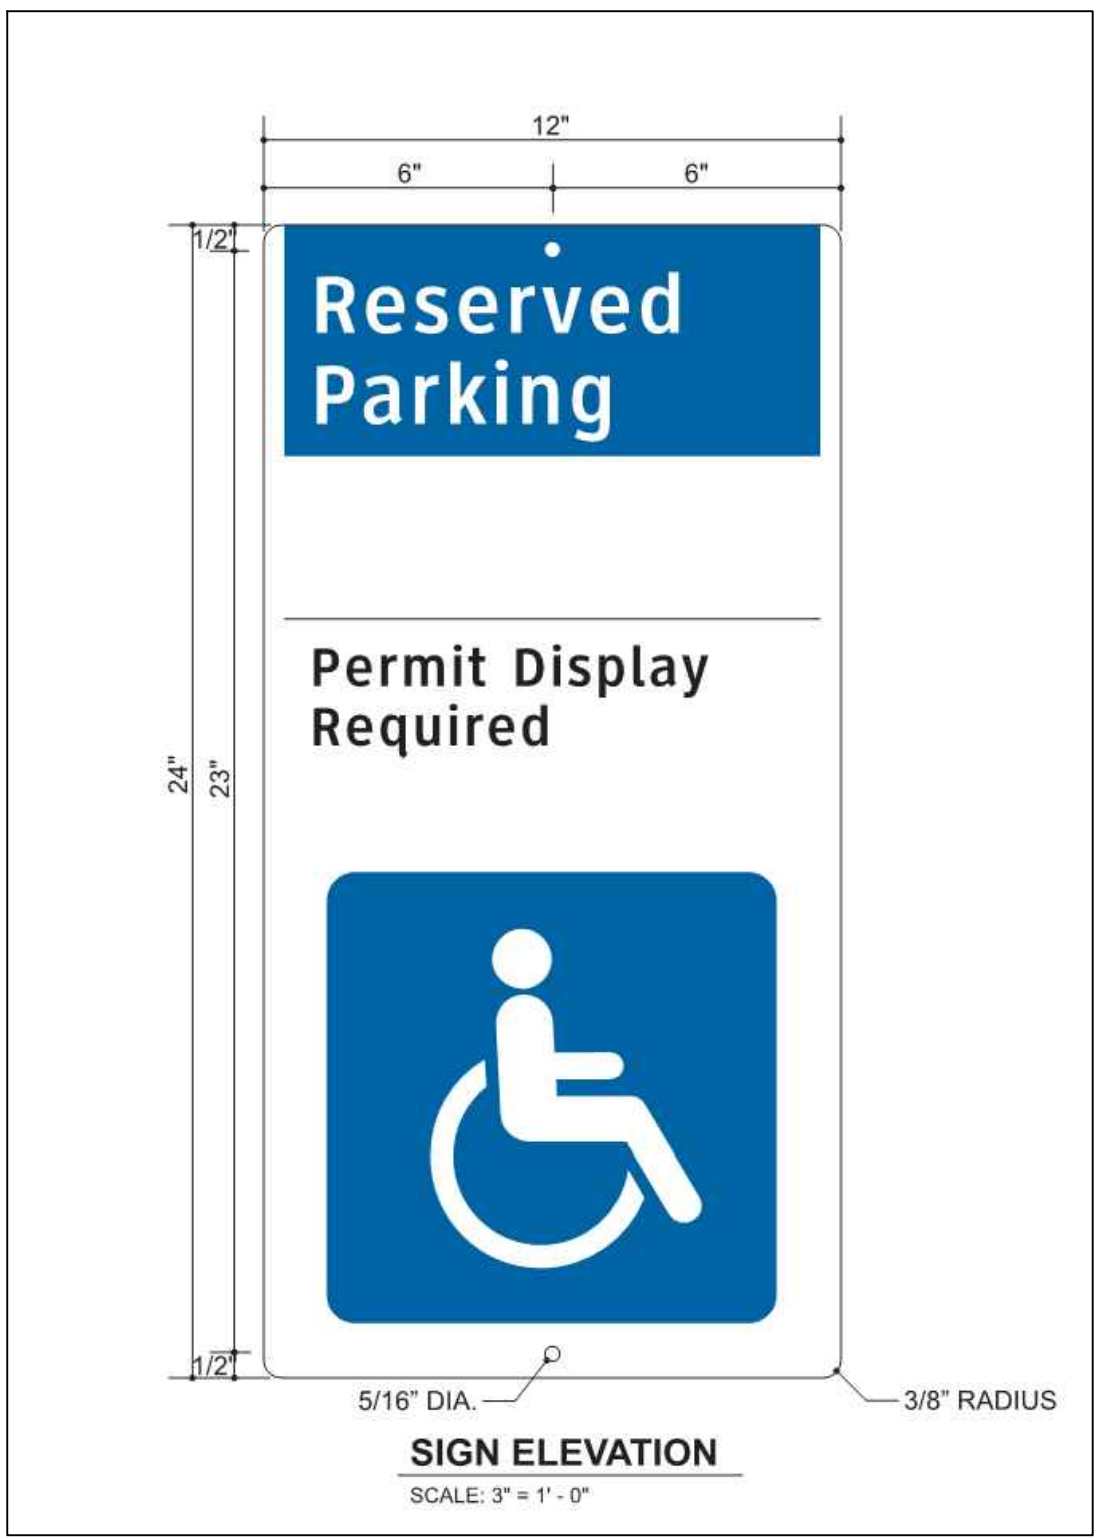 12"
6" 6"
1/2"
Reserved
Parking
Permit Display
Required
24"
23"
1/2"
5/16” DIA.
3/8” RADIUS
SIGN ELEVATION
SCALE: 3" = 1' - 0"